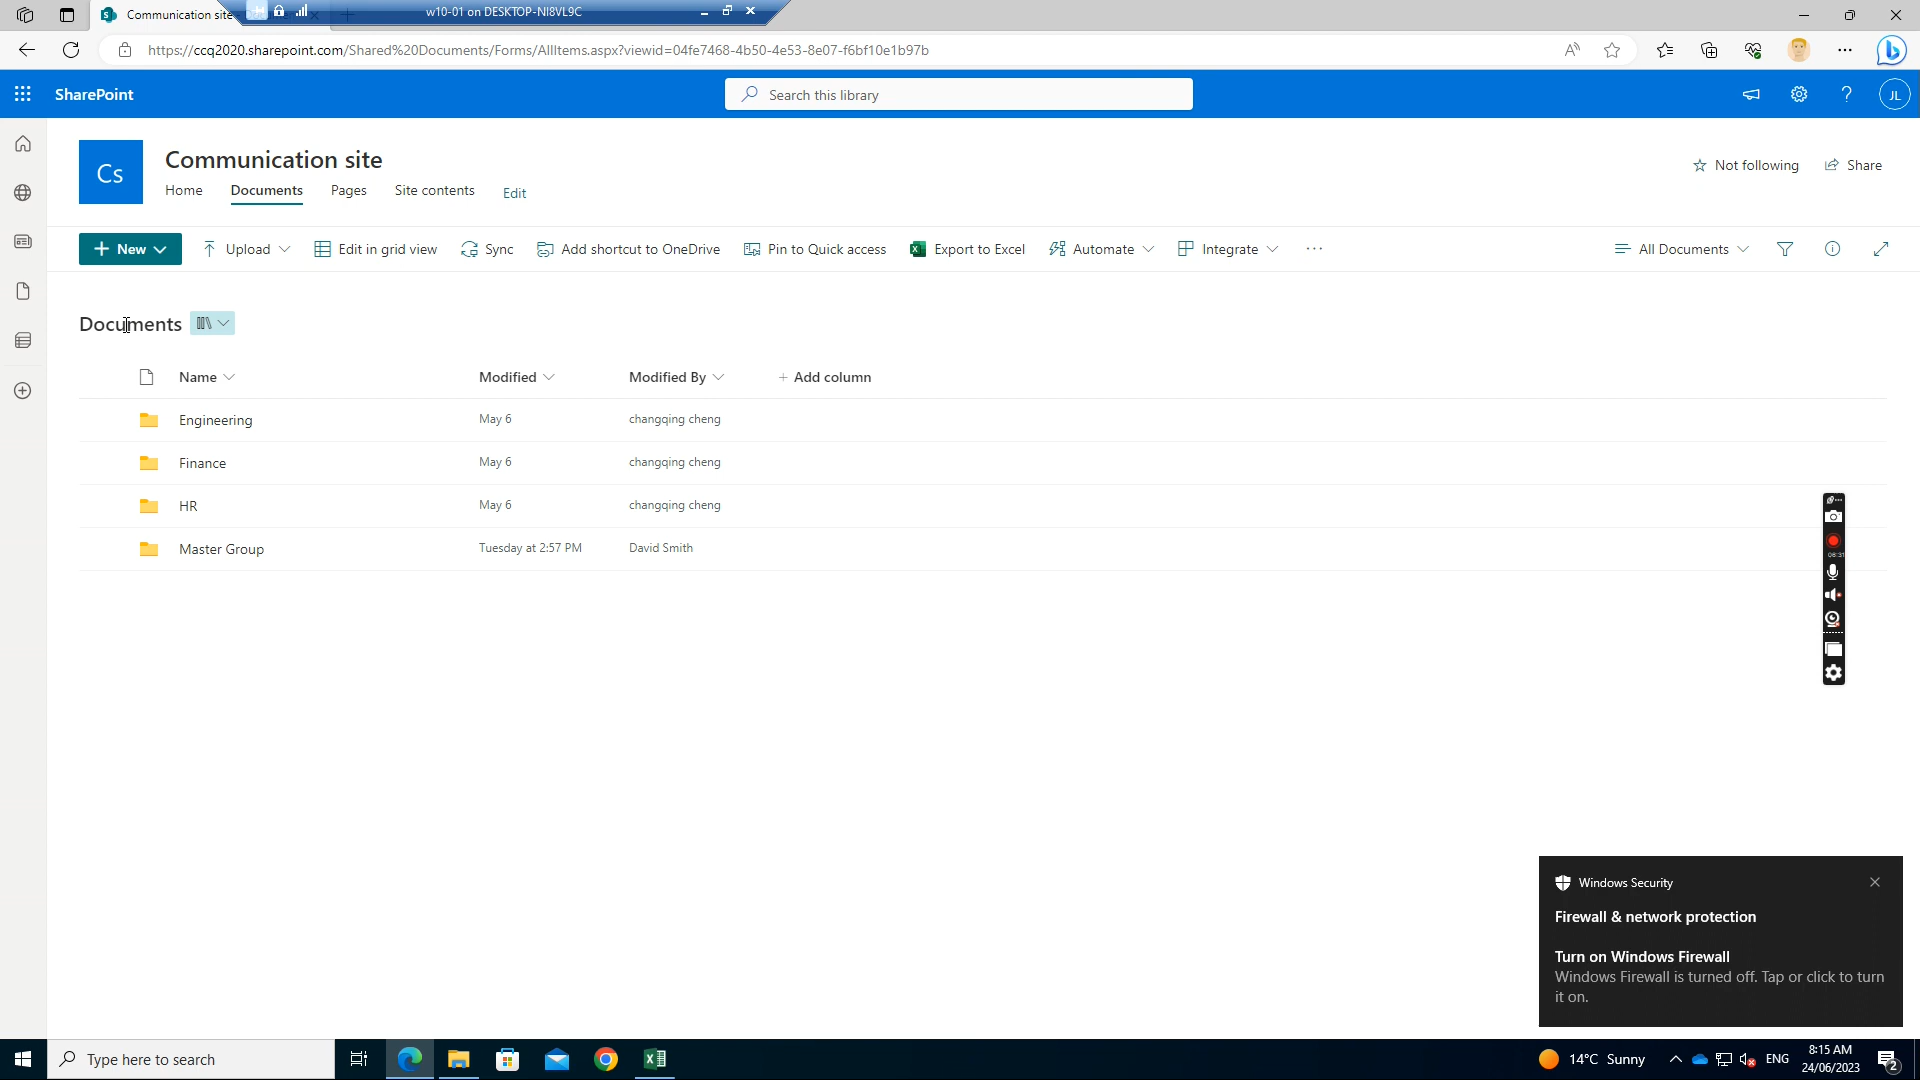 Communication site
w10-01 on DESKTOP-NI8VL9C
https://ccq2020.sharepoint.com/Shared%20Documents/Forms/AllItems.aspx?viewid=04fe7468-4b50-4e53-8e07-f6bf10e1b97b
SharePoint
Search this library
JL
Cs
Communication site
Home Documents Pages Site contents Edit
Not following Share
New Upload Edit in grid view Sync Add shortcut to OneDrive Pin to Quick access Export to Excel Automate Integrate ... All Documents
Documents
Name Modified Modified By + Add column
Engineering May 6 changqing cheng
Finance May 6 changqing cheng
HR May 6 changqing cheng
Master Group Tuesday at 2:57 PM David Smith
08:31
Windows Security
Firewall & network protection
Turn on Windows Firewall
Windows Firewall is turned off. Tap or click to turn
it on.
Type here to search
14°C Sunny
ENG
8:15 AM
24/06/2023
2